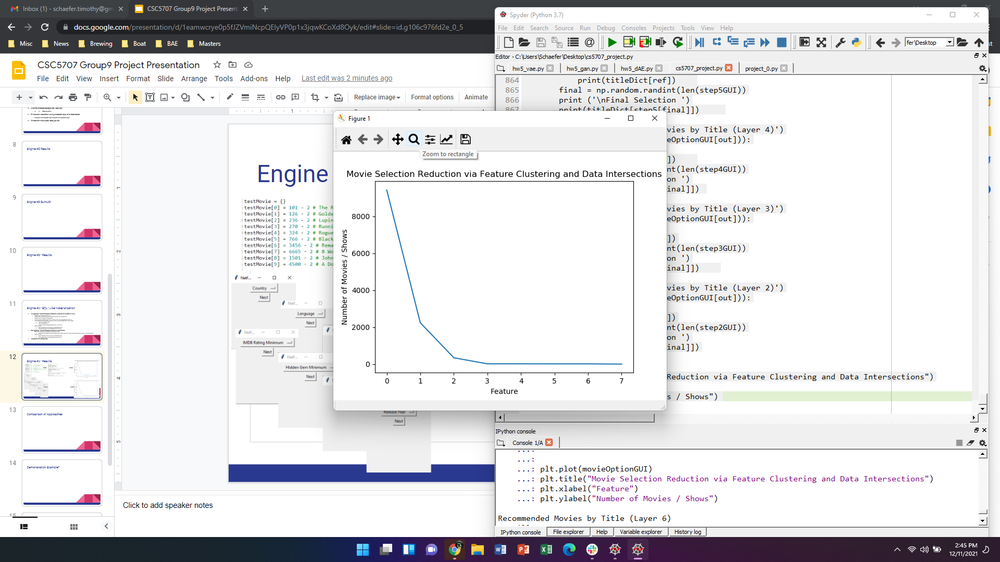 Inbox (1) - schaefer.timothy@gm
CSC5707 Group9 Project Present
docs.google.com/presentation/d/1eamwcrye0p5fJZVmiNcpQElyVP0p1x3jqwKCoXd8Oyk/edit#slide=id.g106c976fd2e_0_5
Misc News Brewing Boat BAE Masters
CSC5707 Group9 Project Presentation
File Edit View Insert Format Slide Arrange Tools Add-ons Help Last edit was 2 minutes ago
Replace image Format options Animate
8
Engine #2 Results
9
Engine #3 Sumukh
10
Engine #3 - Results
11
Engine #4 - SQL - Like Materialization
12
Engine #4 - Results
13
Comparison of Approaches
14
Demonstration Example?
15
Engine
testMovie = {}
testMovie[0] = 101 - 2 # The R
testMovie[1] = 126 - 2 # Golde
testMovie[2] = 236 - 2 # Lupin
testMovie[3] = 270 - 2 # Runni
testMovie[4] = 324 - 2 # Rogue
testMovie[5] = 766 - 2 # Black
testMovie[6] = 3456 - 2 # Rema
testMovie[7] = 6665 - 2 # 8 Wo
testMovie[8] = 1501 - 2 # John
testMovie[9] = 4500 - 2 # A Do
Netf...
Country
Next
Netf...
Language
Next
Netf...
IMDB Rating Minimum
Next
Netf...
Hidden Gem Minimum
Next
Release Year
Next
Click to add speaker notes
Figure 1
Zoom to rectangle
Movie Selection Reduction via Feature Clustering and Data Intersections
Number of Movies / Shows
8000
6000
4000
2000
0
0 1 2 3 4 5 6 7
Feature
Spyder (Python 3.7)
File Edit Search Source Run Debug Consoles Projects Tools View Help
fer\Desktop
Editor - C:\Users\Schaefer\Desktop\cs5707_project.py
hw5_vae.py hw5_gan.py hw5_dAE.py cs5707_project.py project_0.py
864 print(titleDict[ref])
865 final = np.random.randint(len(step5GUI))
866 print ('\nFinal Selection ')
867 print(titleDict[step5[final]])
vies by Title (Layer 4)')
eOptionGUI[out])):
])
nt(len(step4GUI))
on ')
inal]])
vies by Title (Layer 3)')
eOptionGUI[out])):
])
nt(len(step3GUI))
on ')
inal]])
vies by Title (Layer 2)')
eOptionGUI[out])):
])
nt(len(step2GUI))
on ')
inal]])
Reduction via Feature Clustering and Data Intersections")
s / Shows")
IPython console
Console 1/A
...:
...:
...: plt.plot(movieOptionGUI)
...: plt.title("Movie Selection Reduction via Feature Clustering and Data Intersections")
...: plt.xlabel("Feature")
...: plt.ylabel("Number of Movies / Shows")
Recommended Movies by Title (Layer 6)
IPython console File explorer Help Variable explorer History log
2:45 PM
12/11/2021